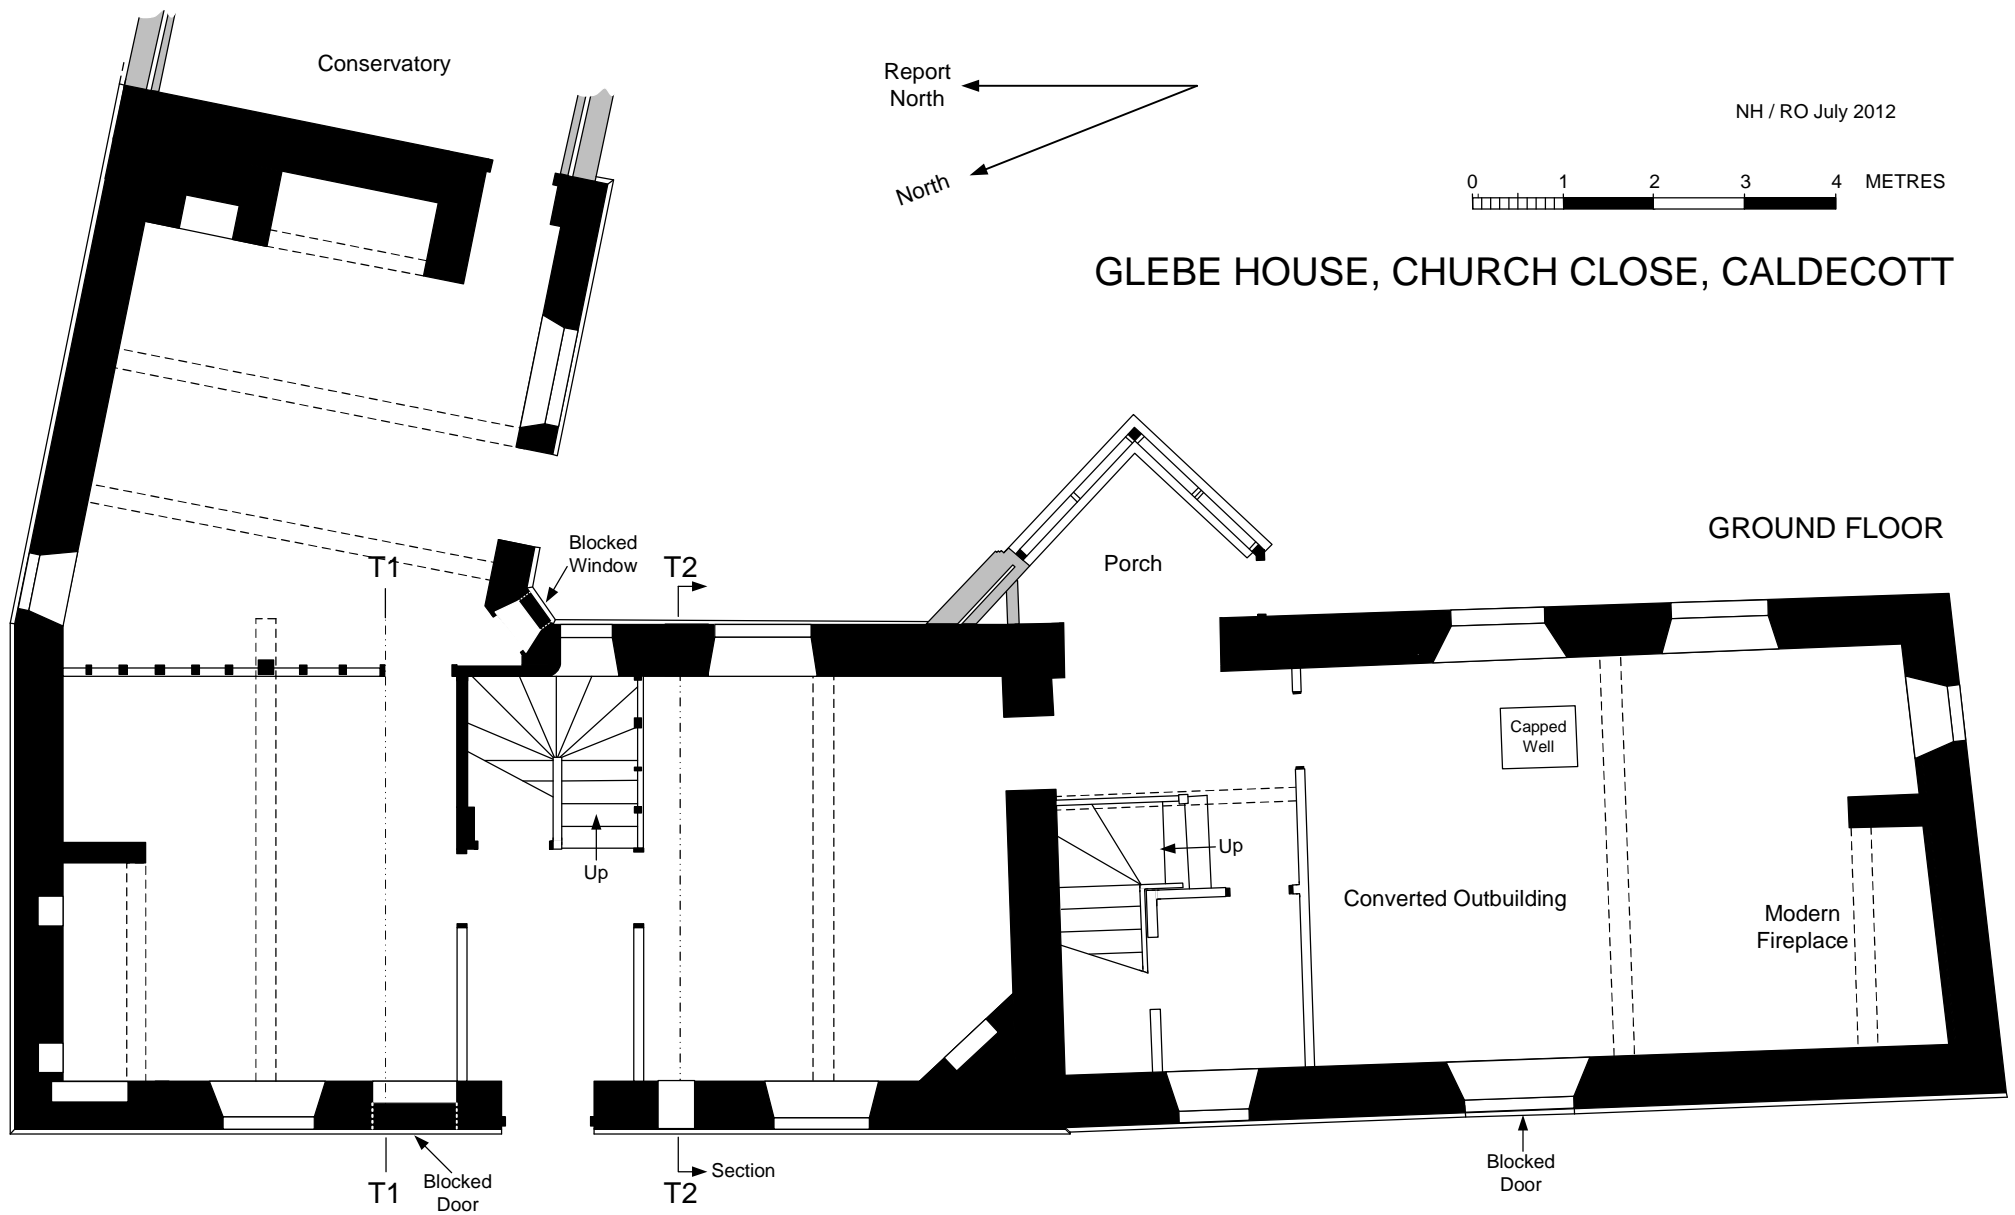 Conservatory
Report
North
North
NH / RO July 2012
0 1 2 3 4 METRES
GLEBE HOUSE, CHURCH CLOSE, CALDECOTT
GROUND FLOOR
Blocked
Window
T1
T2
Porch
Capped
Well
Up
Up
Converted Outbuilding
Modern
Fireplace
T1
Blocked
Door
T2
Section
Blocked
Door